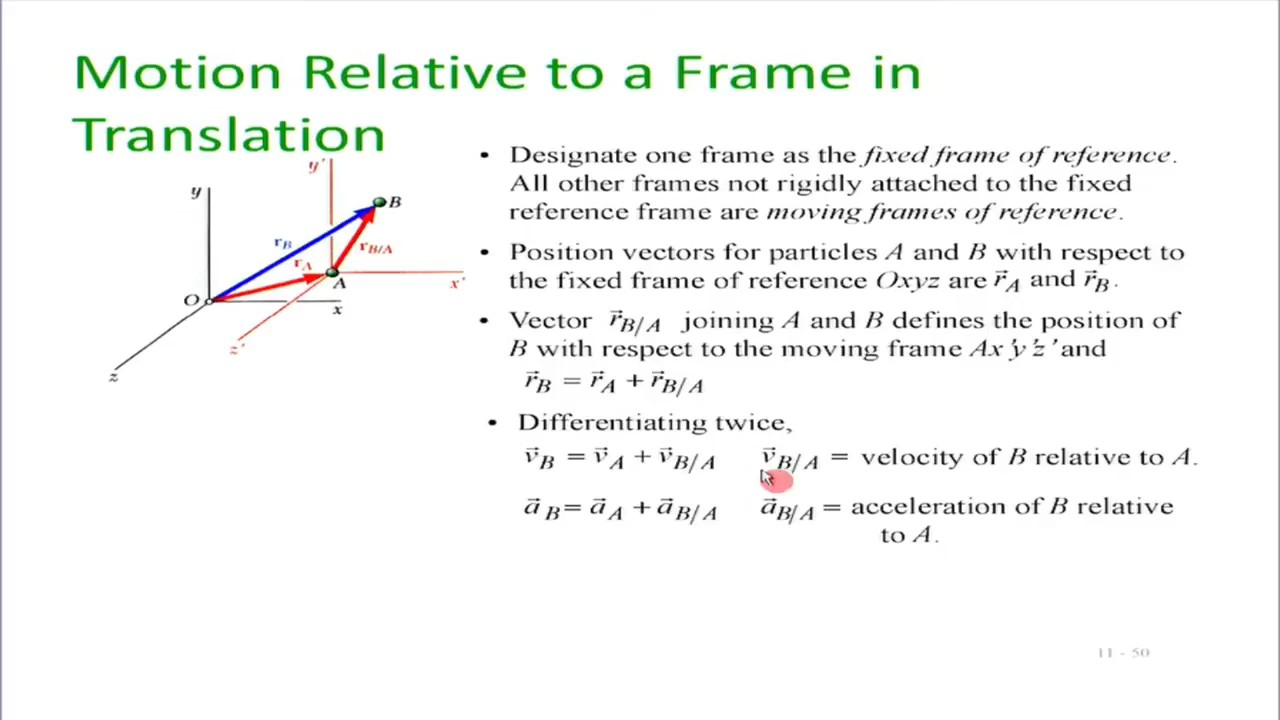 Motion Relative to a Frame in
Translation
y
y'
B
r_B
r_B/A
r_A
O
A
x'
x
z'
z
• Designate one frame as the fixed frame of reference.
All other frames not rigidly attached to the fixed
reference frame are moving frames of reference.
• Position vectors for particles A and B with respect to
the fixed frame of reference Oxyz are r⃗_A and r⃗_B.
• Vector r⃗_B/A joining A and B defines the position of
B with respect to the moving frame Ax'y'z' and
r⃗_B = r⃗_A + r⃗_B/A
• Differentiating twice,
v⃗_B = v⃗_A + v⃗_B/A v⃗_B/A = velocity of B relative to A.
a⃗_B = a⃗_A + a⃗_B/A a⃗_B/A = acceleration of B relative
to A.
11 - 50